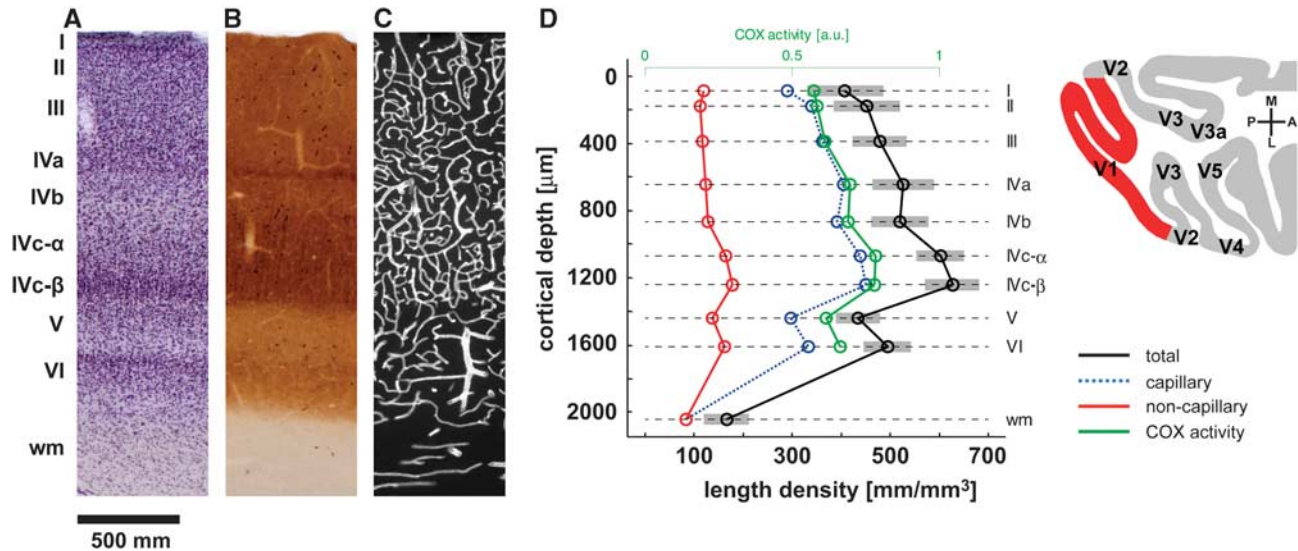 A
B
C
D
I
II
III
IVa
IVb
IVc-α
IVc-β
V
VI
wm
500 mm
COX activity [a.u.]
0 0.5 1
cortical depth [μm]
0
400
800
1200
1600
2000
I
II
III
IVa
IVb
IVc-α
IVc-β
V
VI
wm
100 300 500 700
length density [mm/mm³]
V2
V3
V3a
M
P A
L
V1
V3
V5
V2
V4
total
capillary
non-capillary
COX activity